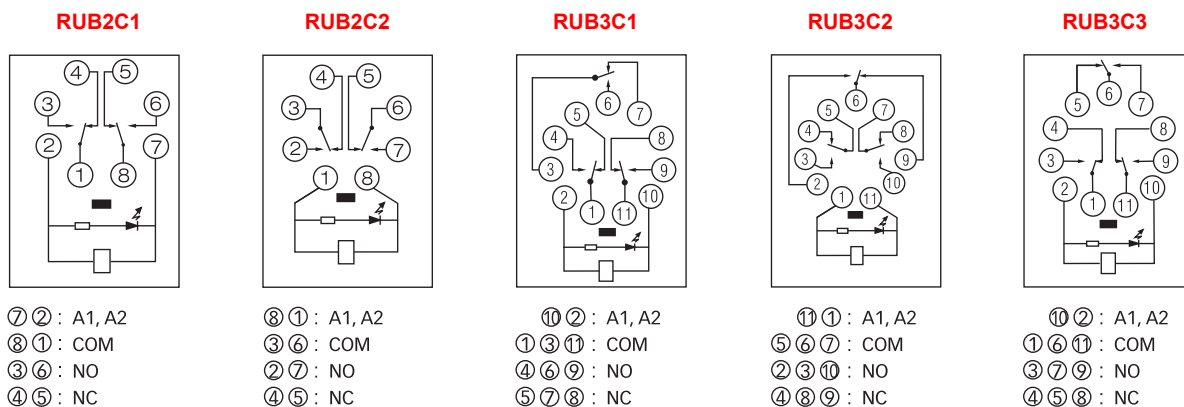 RUB2C1 RUB2C2 RUB3C1 RUB3C2 RUB3C3
④ ⑤
③ ⑥
② ⑦
① ⑧
④ ⑤
③ ⑥
② ⑦
① ⑧
⑥
⑤ ⑦
④ ⑧
③ ⑨
② ⑩
① ⑪
⑥
⑤ ⑦
④ ⑧
③ ⑨
② ⑩
① ⑪
⑥
⑤ ⑦
④ ⑧
③ ⑨
② ⑩
① ⑪
⑦② : A1, A2
⑧① : COM
③⑥ : NO
④⑤ : NC
⑧① : A1, A2
③⑥ : COM
②⑦ : NO
④⑤ : NC
⑩② : A1, A2
①③⑪ : COM
④⑥⑨ : NO
⑤⑦⑧ : NC
⑪① : A1, A2
⑤⑥⑦ : COM
②③⑩ : NO
④⑧⑨ : NC
⑩② : A1, A2
①⑥⑪ : COM
③⑦⑨ : NO
④⑤⑧ : NC